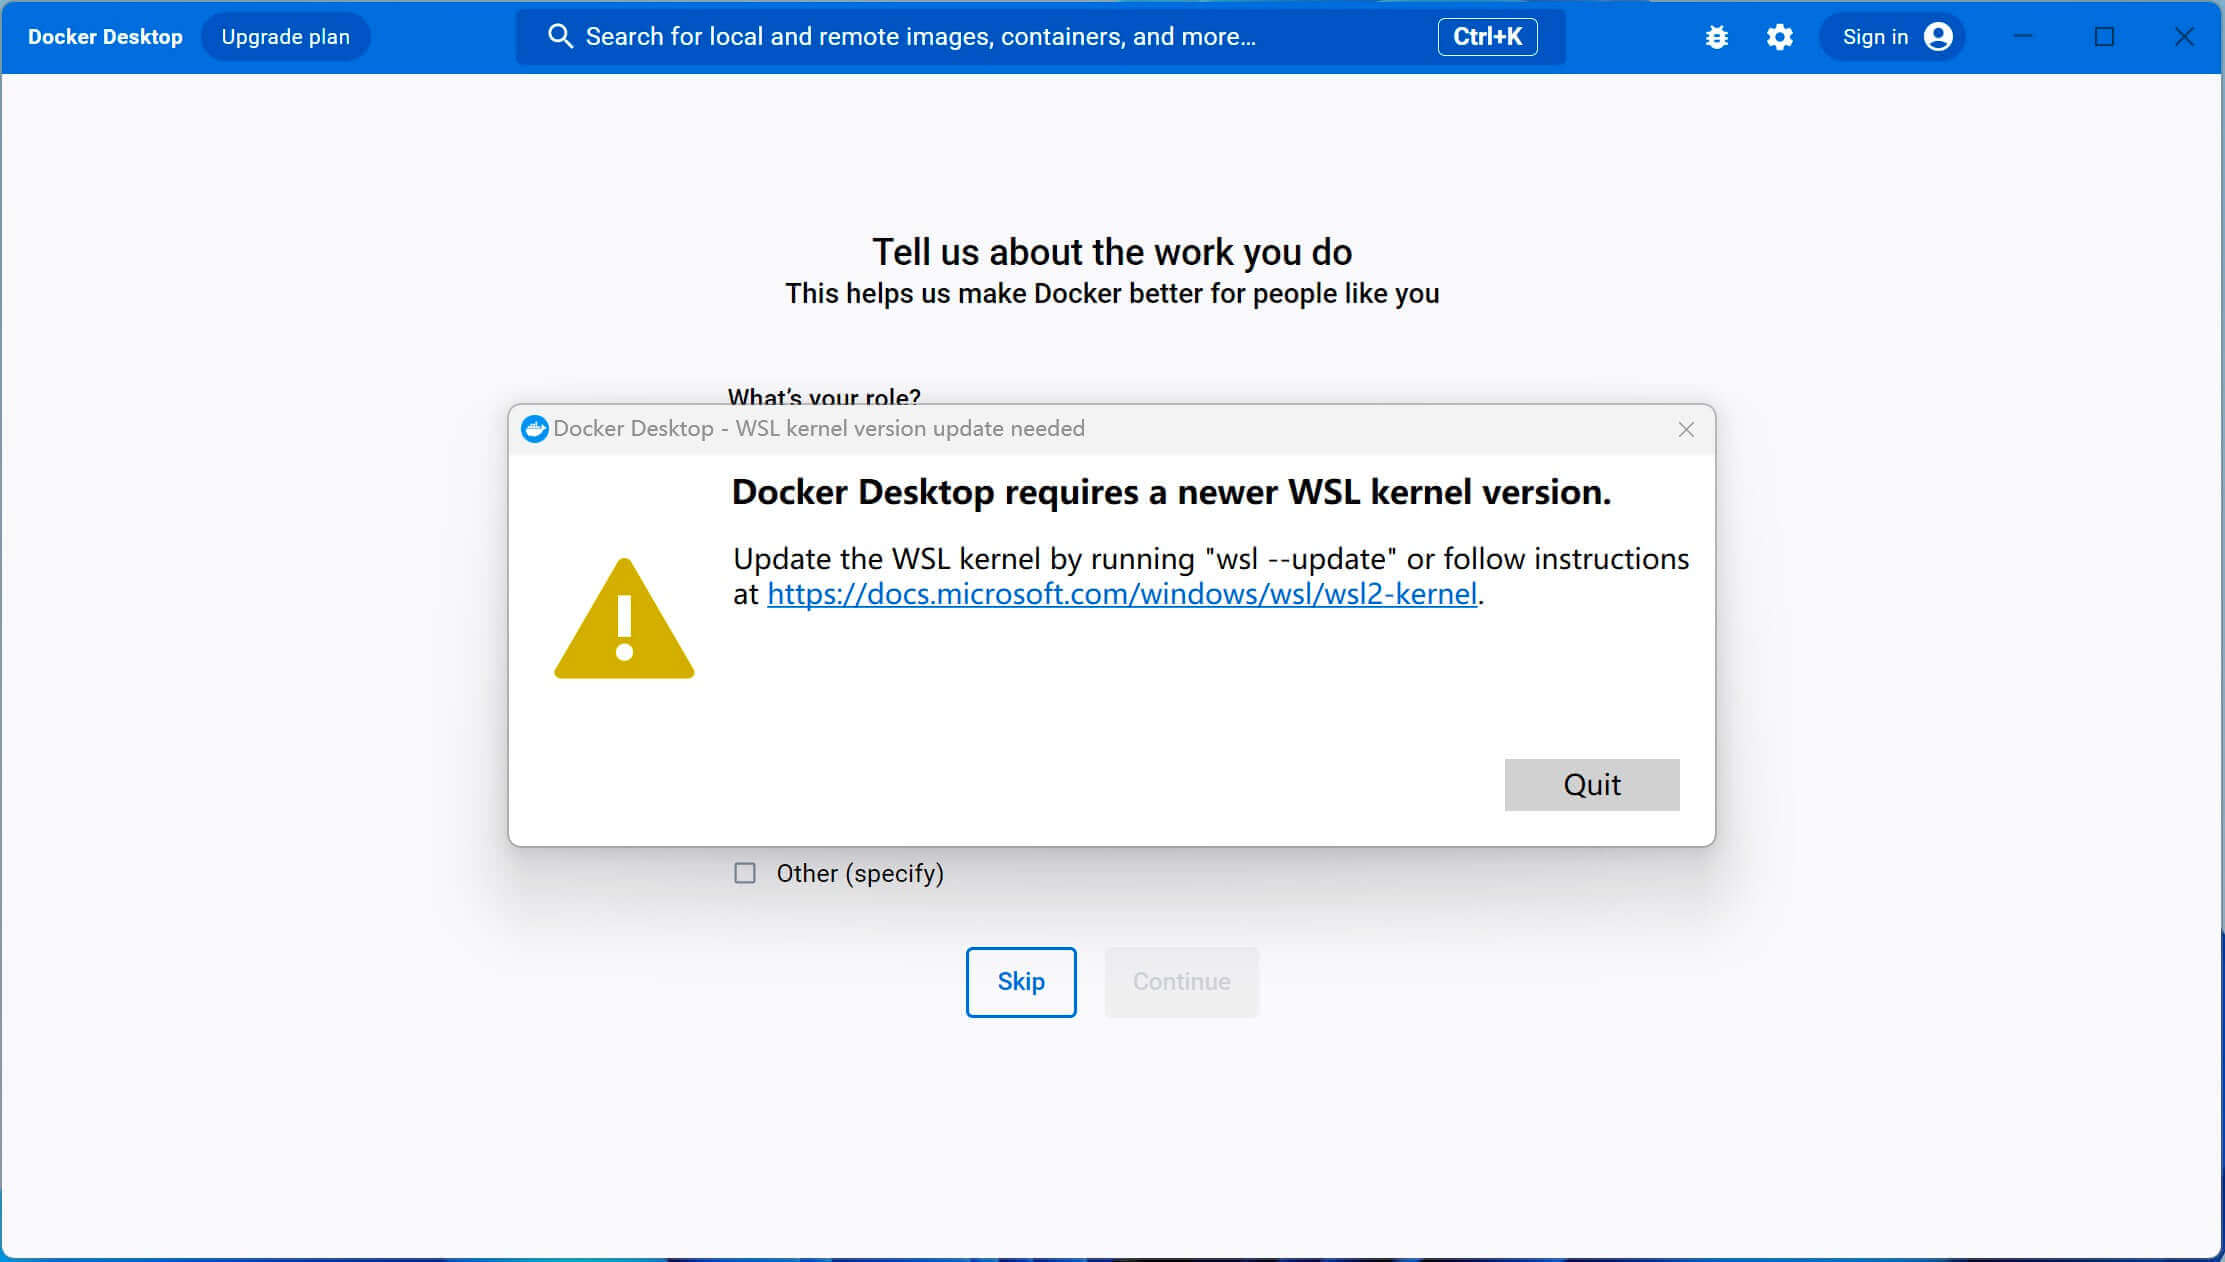 Docker Desktop Upgrade plan Search for local and remote images, containers, and more... Ctrl+K Sign in
Tell us about the work you do
This helps us make Docker better for people like you
What's your role?
Docker Desktop - WSL kernel version update needed
Docker Desktop requires a newer WSL kernel version.
Update the WSL kernel by running "wsl --update" or follow instructions
at https://docs.microsoft.com/windows/wsl/wsl2-kernel.
Quit
Other (specify)
Skip Continue